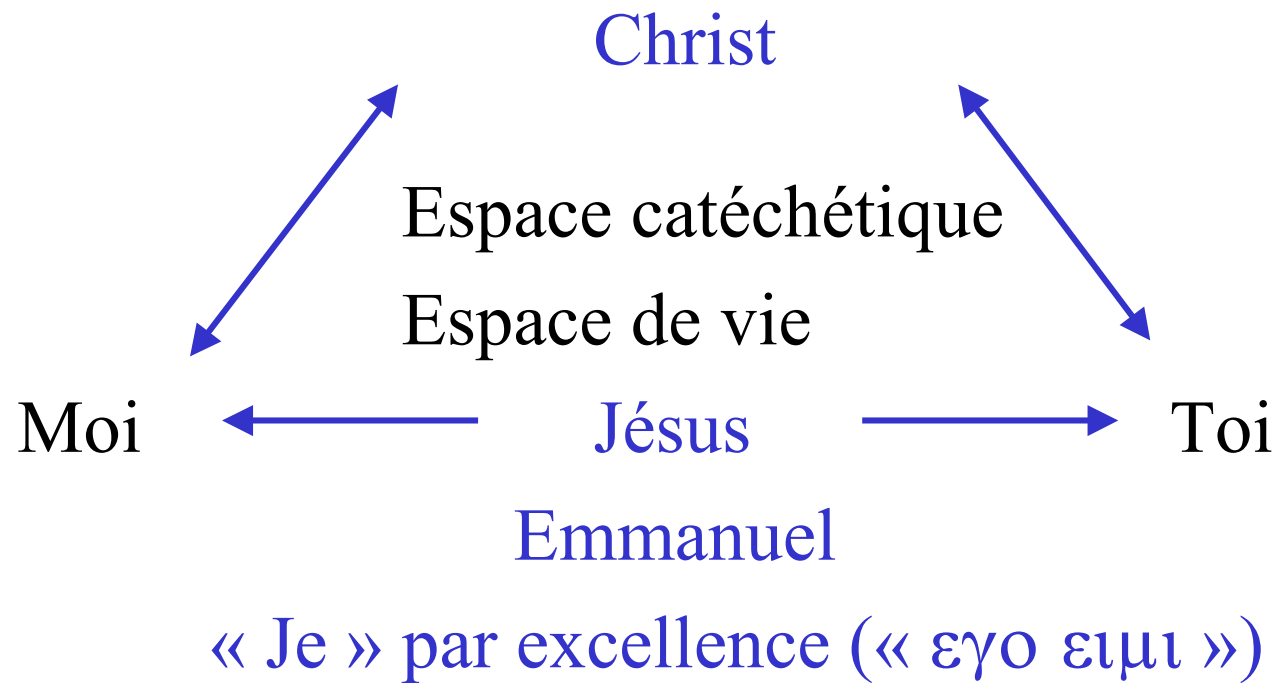 Christ
Espace catéchétique
Espace de vie
Moi Jésus Toi
Emmanuel
« Je » par excellence (« εγο ειμι »)